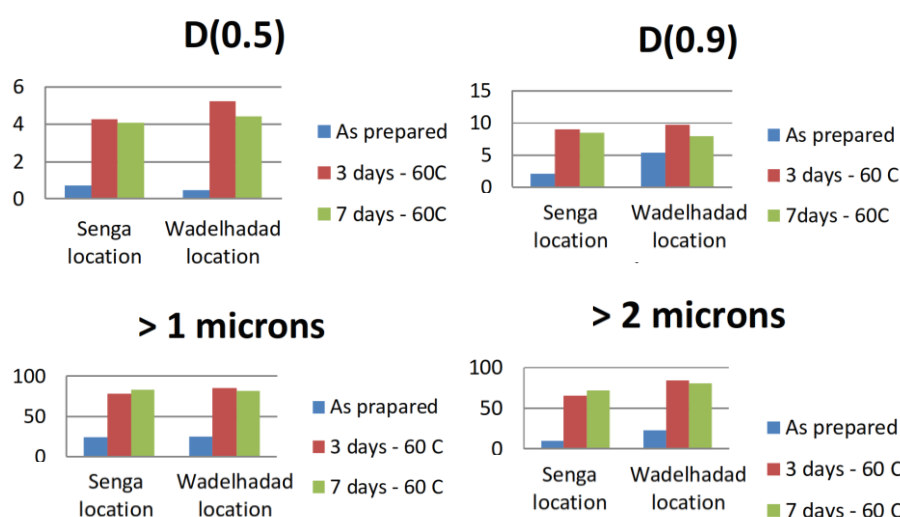 D(0.5)
6
4
2
0
Senga
location
Wadelhadad
location
As prepared
3 days - 60C
7 days - 60C
D(0.9)
15
10
5
0
Senga
location
Wadelhadad
location
As prepared
3 days - 60 C
7days - 60C
> 1 microns
100
50
0
Senga
location
Wadelhadad
location
As prapared
3 days - 60 C
7 days - 60 C
> 2 microns
100
50
0
Senga
location
Wadelhadad
location
As prepared
3 days - 60 C
7 days - 60 C